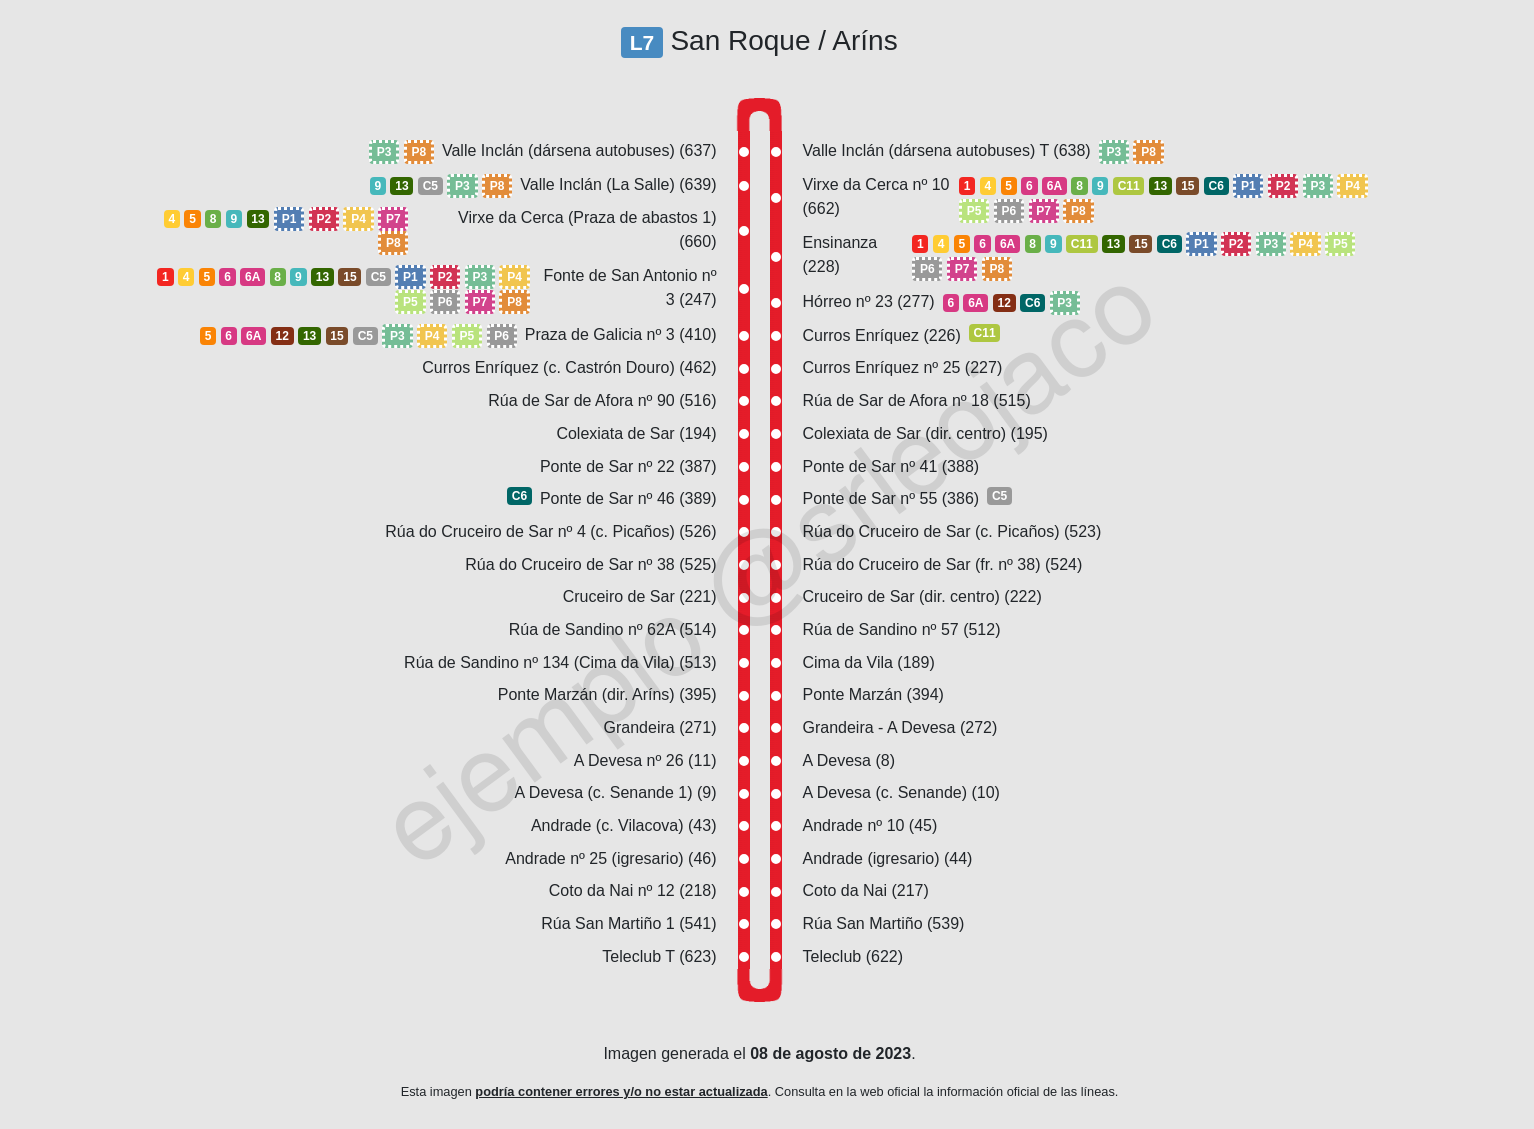 L7 San Roque / Aríns
P3 P8 Valle Inclán (dársena autobuses) (637)
9 13 C5 P3 P8 Valle Inclán (La Salle) (639)
4 5 8 9 13 P1 P2 P4 P7 Virxe da Cerca (Praza de abastos 1)
P8 (660)
1 4 5 6 6A 8 9 13 15 C5 P1 P2 P3 P4 Fonte de San Antonio nº
P5 P6 P7 P8 3 (247)
5 6 6A 12 13 15 C5 P3 P4 P5 P6 Praza de Galicia nº 3 (410)
Curros Enríquez (c. Castrón Douro) (462)
Rúa de Sar de Afora nº 90 (516)
Colexiata de Sar (194)
Ponte de Sar nº 22 (387)
C6 Ponte de Sar nº 46 (389)
Rúa do Cruceiro de Sar nº 4 (c. Picaños) (526)
Rúa do Cruceiro de Sar nº 38 (525)
Cruceiro de Sar (221)
Rúa de Sandino nº 62A (514)
Rúa de Sandino nº 134 (Cima da Vila) (513)
Ponte Marzán (dir. Aríns) (395)
Grandeira (271)
A Devesa nº 26 (11)
A Devesa (c. Senande 1) (9)
Andrade (c. Vilacova) (43)
Andrade nº 25 (igresario) (46)
Coto da Nai nº 12 (218)
Rúa San Martiño 1 (541)
Teleclub T (623)
Valle Inclán (dársena autobuses) T (638) P3 P8
Virxe da Cerca nº 10 1 4 5 6 6A 8 9 C11 13 15 C6 P1 P2 P3 P4
(662) P5 P6 P7 P8
Ensinanza 1 4 5 6 6A 8 9 C11 13 15 C6 P1 P2 P3 P4 P5
(228) P6 P7 P8
Hórreo nº 23 (277) 6 6A 12 C6 P3
Curros Enríquez (226) C11
Curros Enríquez nº 25 (227)
Rúa de Sar de Afora nº 18 (515)
Colexiata de Sar (dir. centro) (195)
Ponte de Sar nº 41 (388)
Ponte de Sar nº 55 (386) C5
Rúa do Cruceiro de Sar (c. Picaños) (523)
Rúa do Cruceiro de Sar (fr. nº 38) (524)
Cruceiro de Sar (dir. centro) (222)
Rúa de Sandino nº 57 (512)
Cima da Vila (189)
Ponte Marzán (394)
Grandeira - A Devesa (272)
A Devesa (8)
A Devesa (c. Senande) (10)
Andrade nº 10 (45)
Andrade (igresario) (44)
Coto da Nai (217)
Rúa San Martiño (539)
Teleclub (622)
ejemplo @srleojaco
Imagen generada el 08 de agosto de 2023.
Esta imagen podría contener errores y/o no estar actualizada. Consulta en la web oficial la información oficial de las líneas.